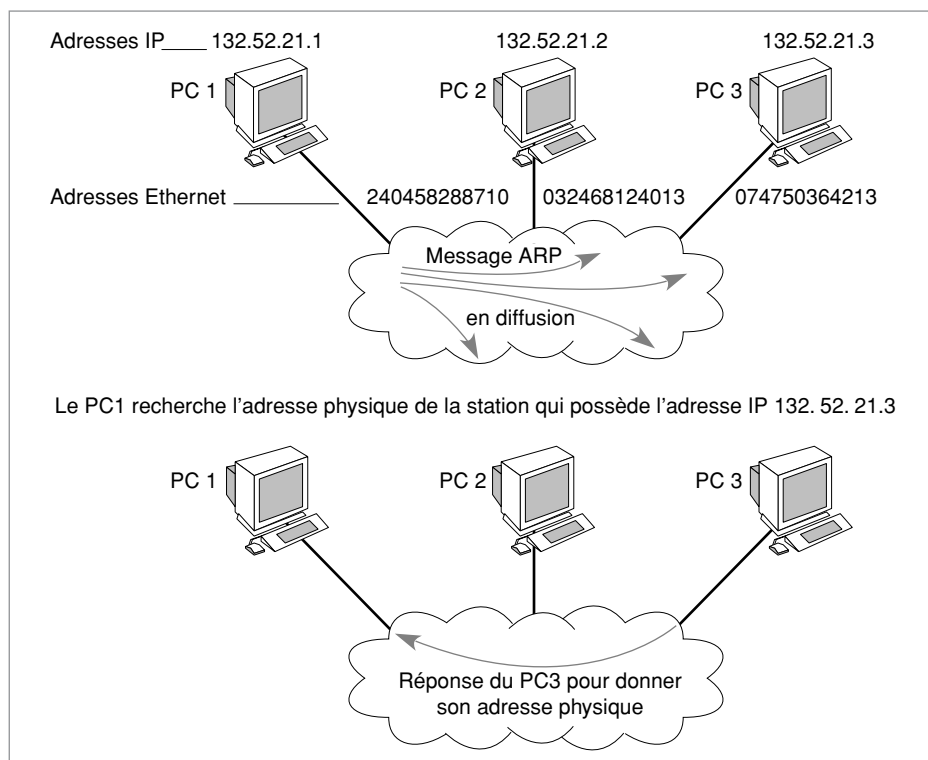 Adresses IP____ 132.52.21.1 132.52.21.2 132.52.21.3
PC 1 PC 2 PC 3
Adresses Ethernet ____________ 240458288710 032468124013 074750364213
Message ARP
en diffusion
Le PC1 recherche l'adresse physique de la station qui possède l'adresse IP 132. 52. 21.3
PC 1 PC 2 PC 3
Réponse du PC3 pour donner
son adresse physique